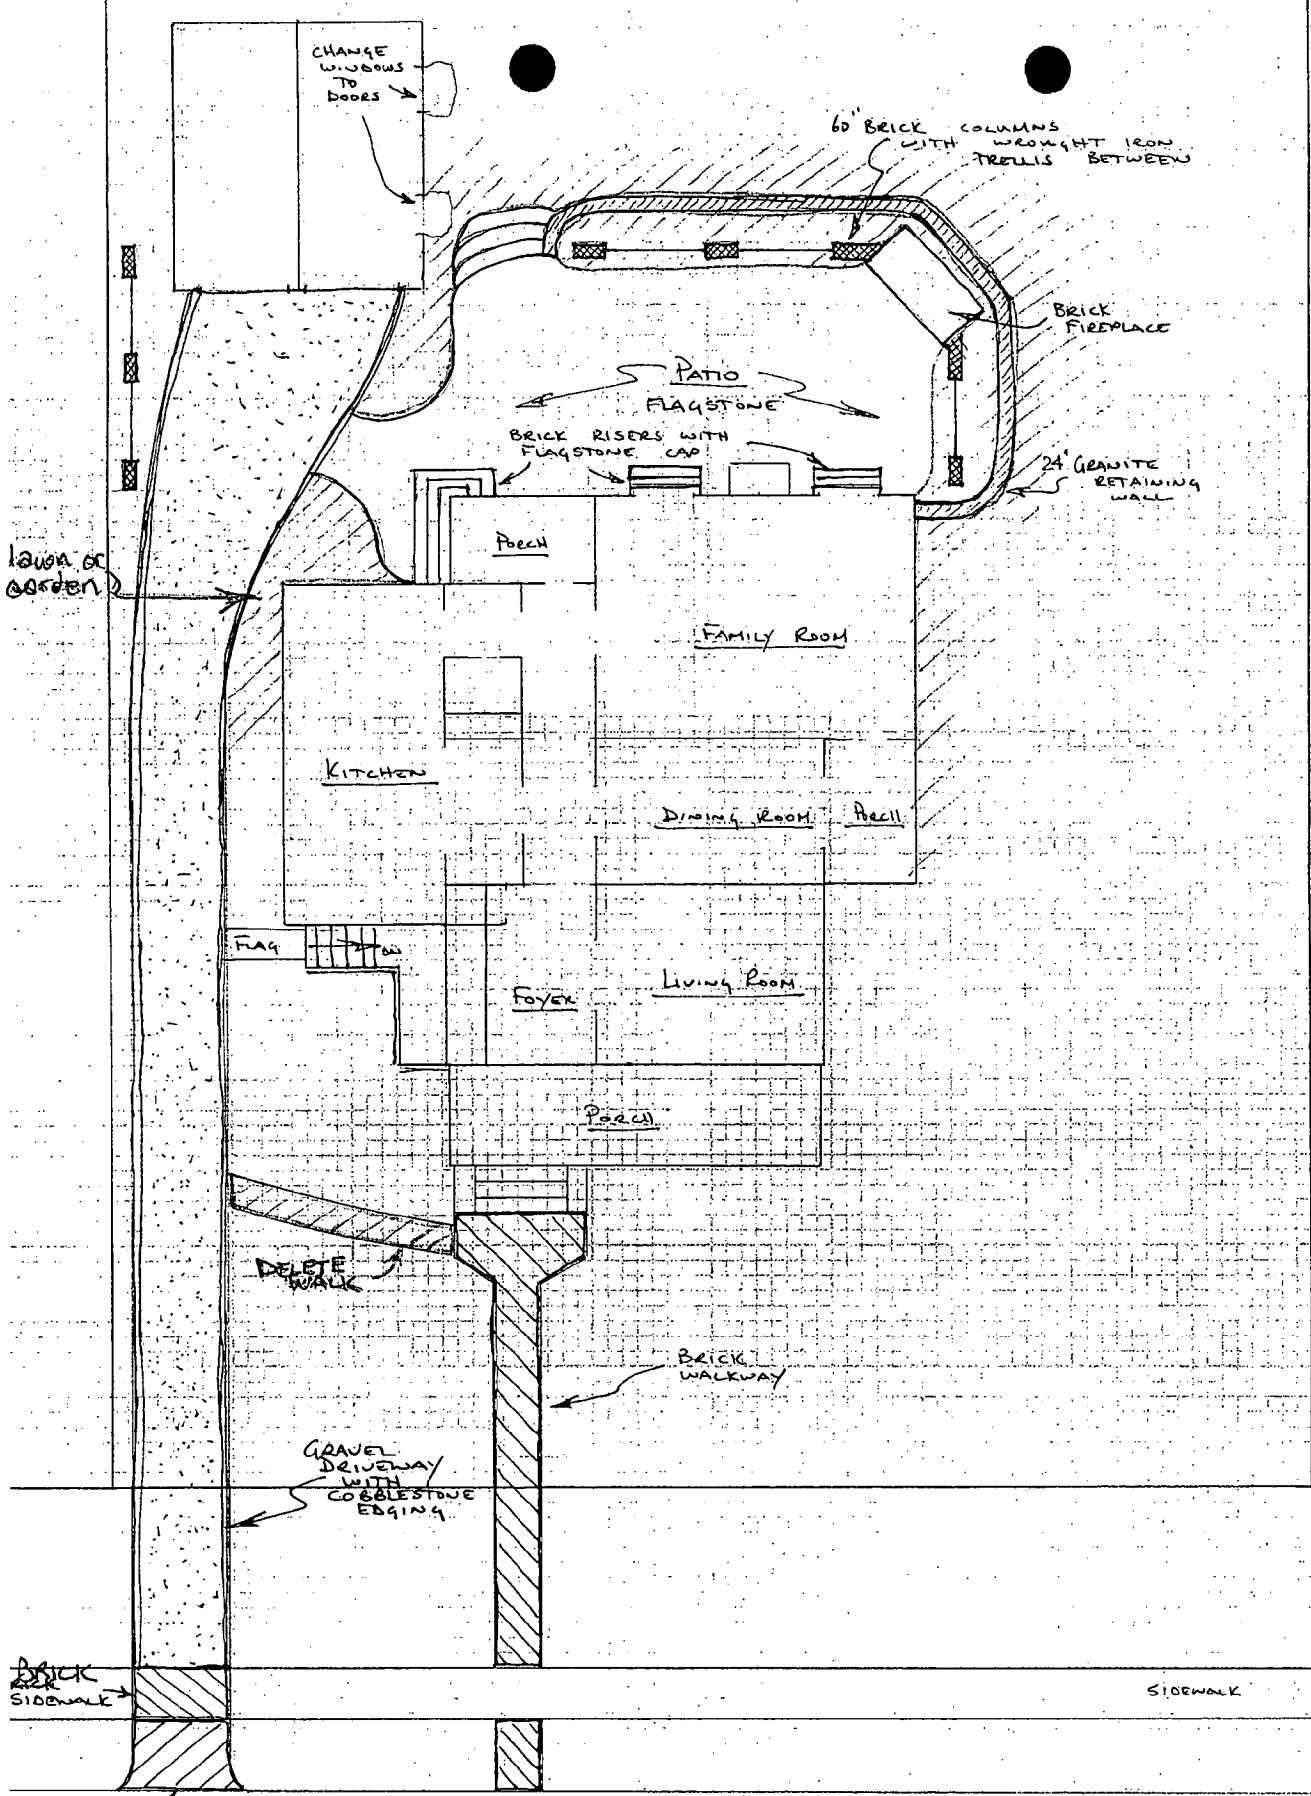 CHANGE
WINDOWS
TO
DOORS
60" BRICK COLUMNS
WITH WROUGHT IRON
TRELLIS BETWEEN
BRICK
FIREPLACE
PATIO
FLAGSTONE
BRICK RISERS WITH
FLAGSTONE CAP
24" GRANITE
RETAINING
WALL
PORCH
lawn or
garden
FAMILY ROOM
KITCHEN
DINING ROOM
PORCH
FLAG
DN
FOYER
LIVING ROOM
PORCH
DELETE
WALK
BRICK
WALKWAY
GRAVEL
DRIVEWAY
WITH
COBBLESTONE
EDGING
BRICK
SIDEWALK
SIDEWALK